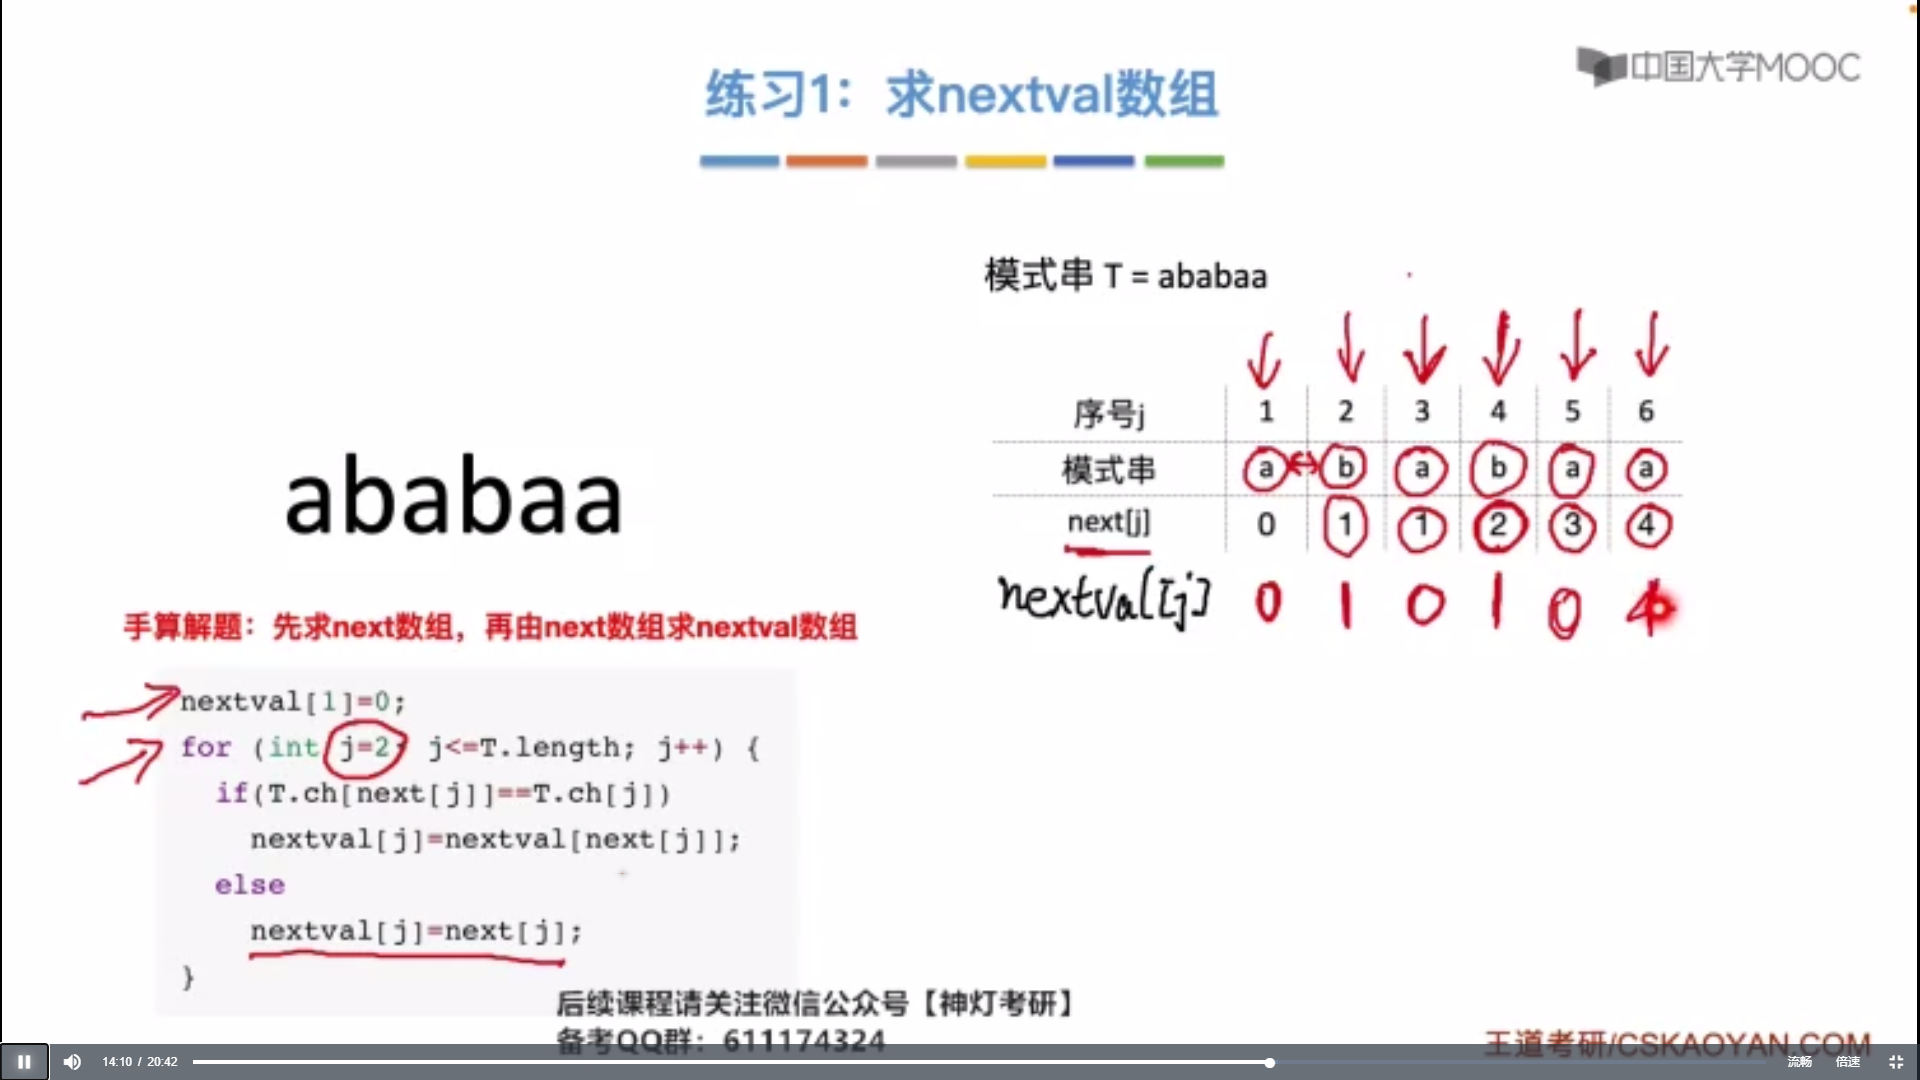 中国大学MOOC
练习1：求nextval数组
模式串 T = ababaa
序号j 1 2 3 4 5 6
模式串 a b a b a a
next[j] 0 1 1 2 3 4
nextval[j] 0 1 0 1 0 4
ababaa
手算解题：先求next数组，再由next数组求nextval数组
nextval[1]=0;
for (int j=2; j<=T.length; j++) {
if(T.ch[next[j]]==T.ch[j])
nextval[j]=nextval[next[j]];
else
nextval[j]=next[j];
}
后续课程请关注微信公众号【神灯考研】
备考QQ群：611174324
王道考研/CSKAOYAN.COM
14:10 / 20:42
流畅 倍速